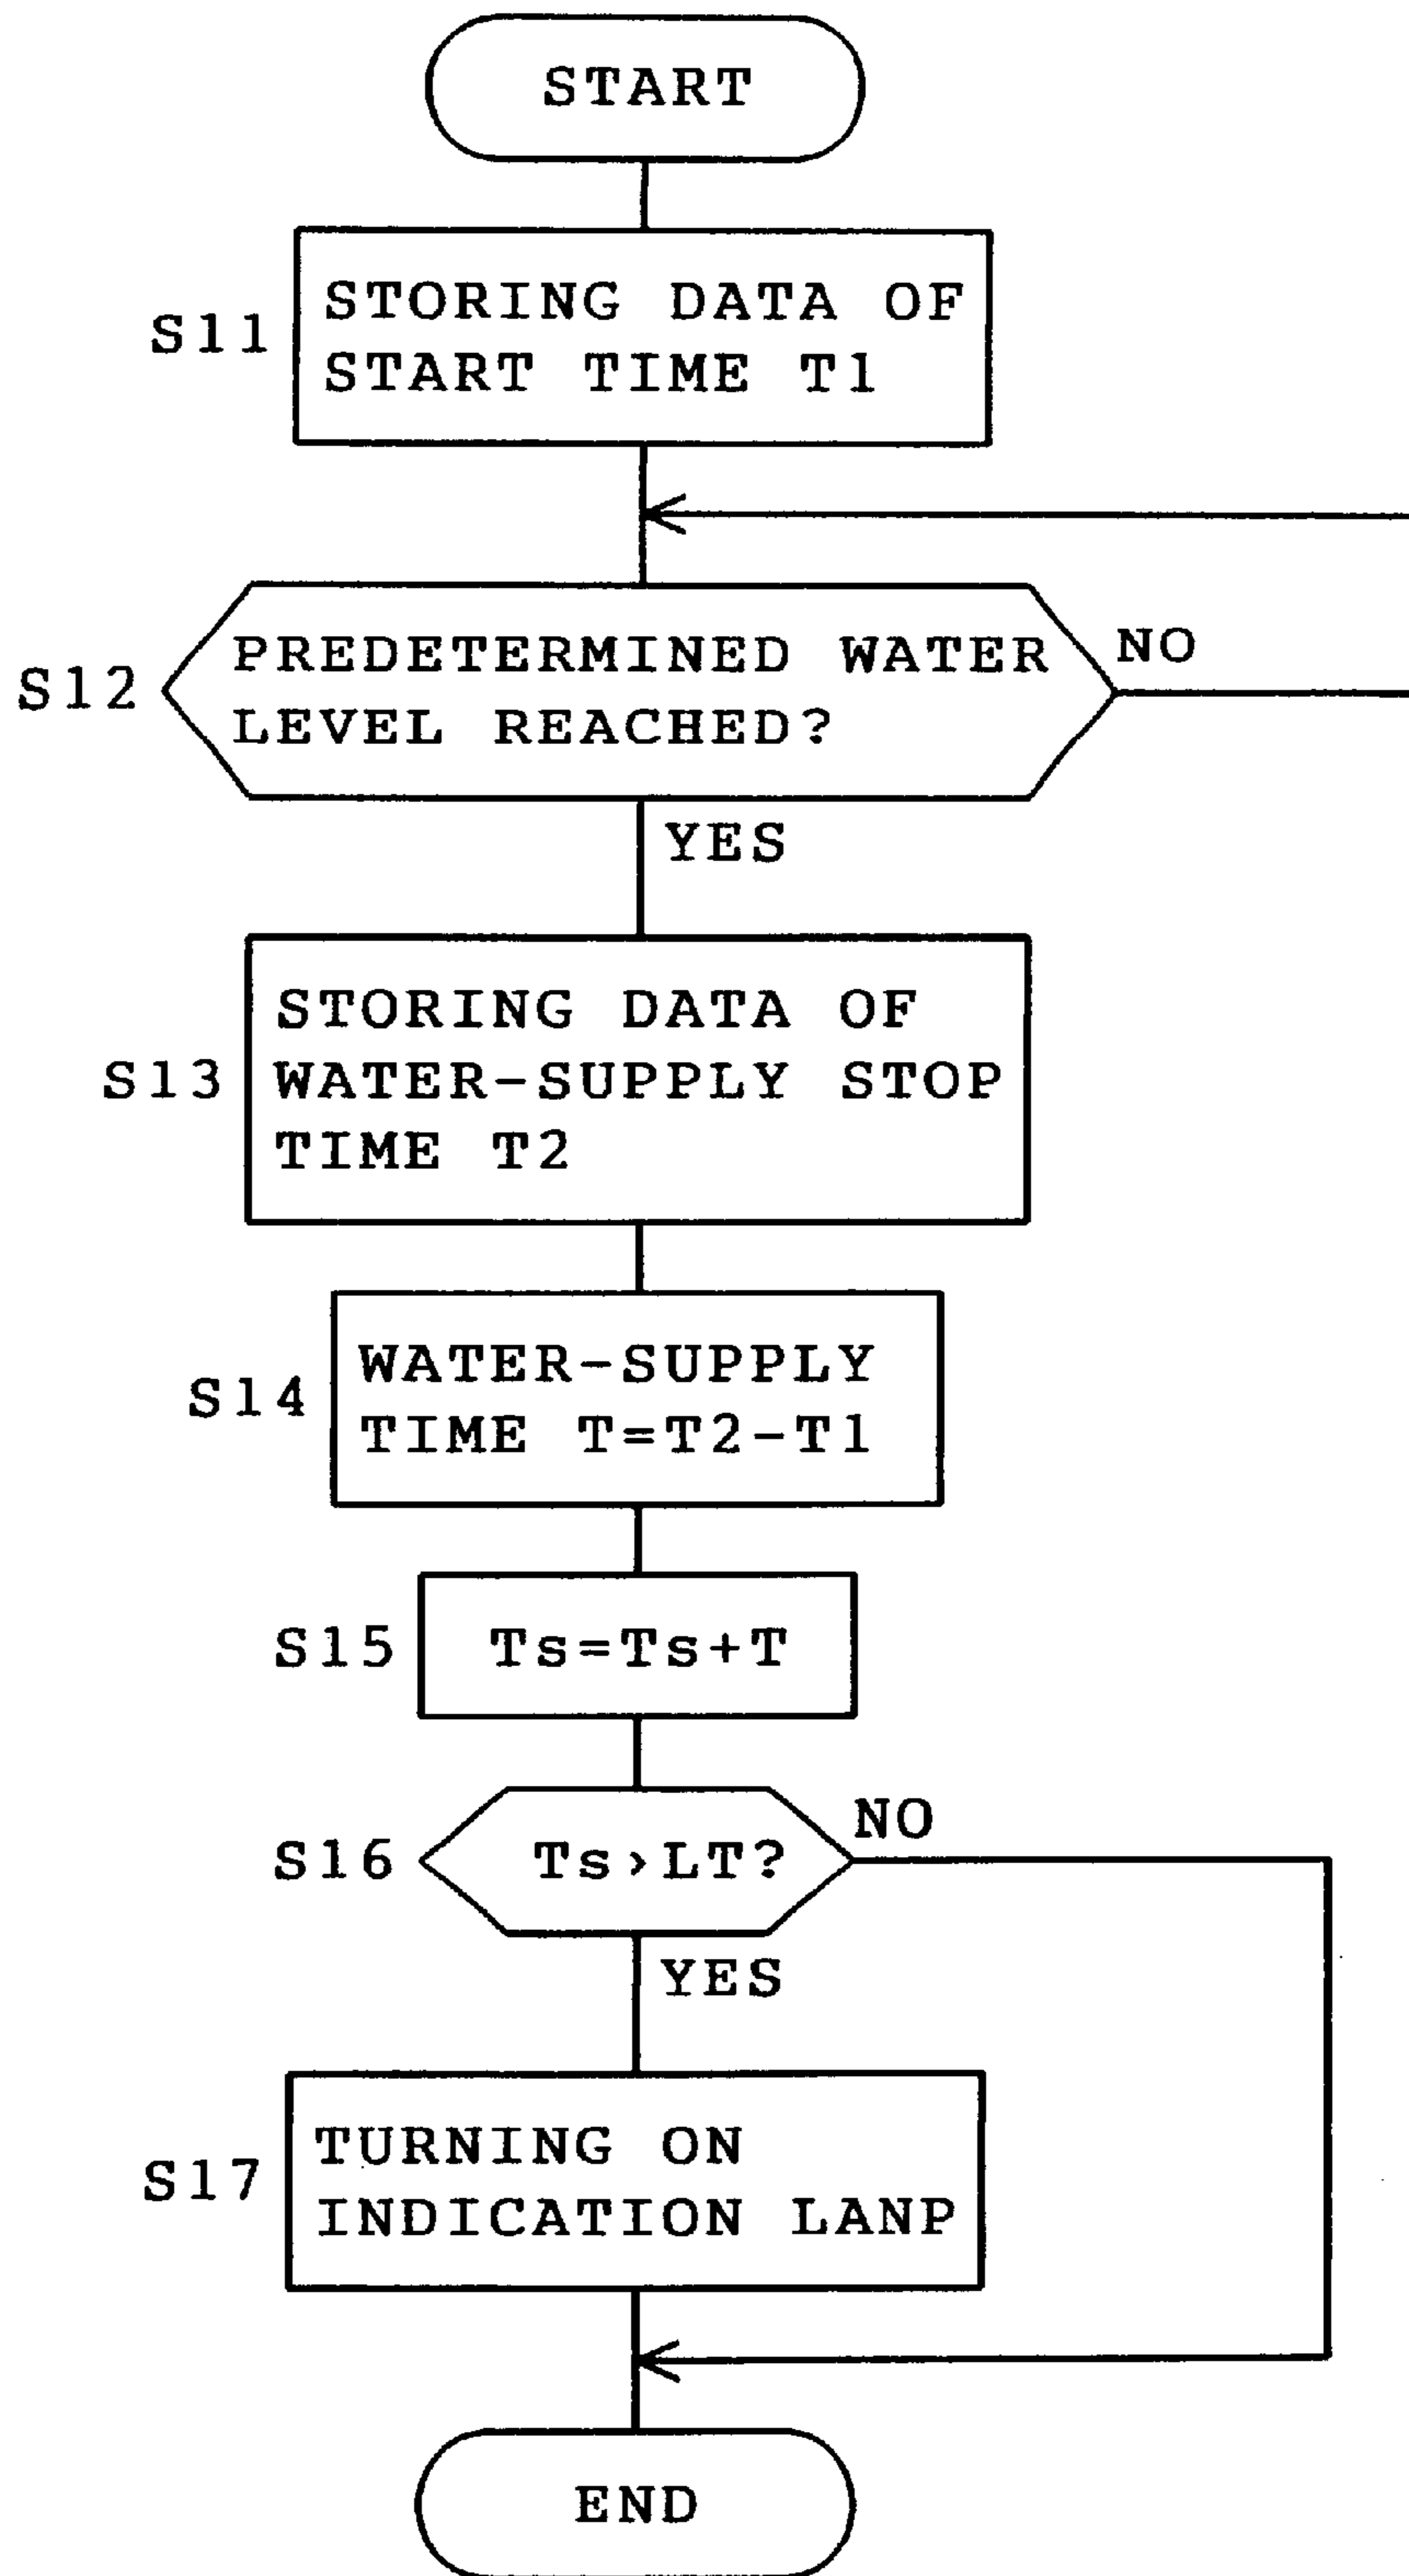 START
S11
STORING DATA OF
START TIME T1
S12
PREDETERMINED WATER
LEVEL REACHED?
NO
YES
S13
STORING DATA OF
WATER-SUPPLY STOP
TIME T2
S14
WATER-SUPPLY
TIME T=T2-T1
S15
Ts=Ts+T
S16
Ts>LT?
NO
YES
S17
TURNING ON
INDICATION LANP
END